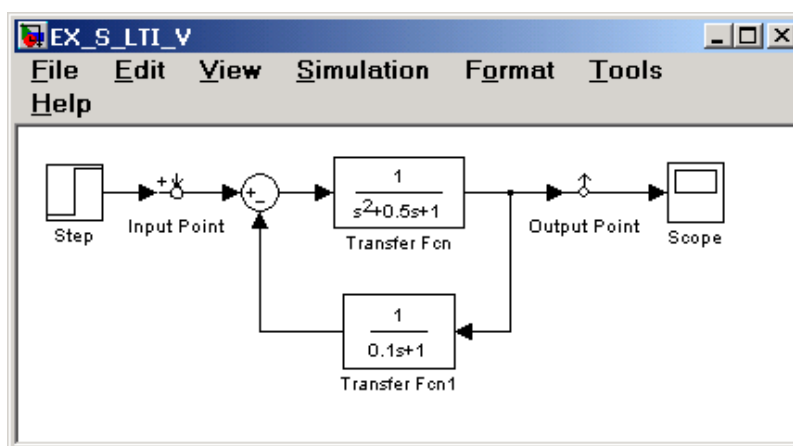 EX_S_LTI_V
File Edit View Simulation Format Tools
Help
Step
Input Point
+
+
-
1
s²+0.5s+1
Transfer Fcn
Output Point
Scope
1
0.1s+1
Transfer Fcn1